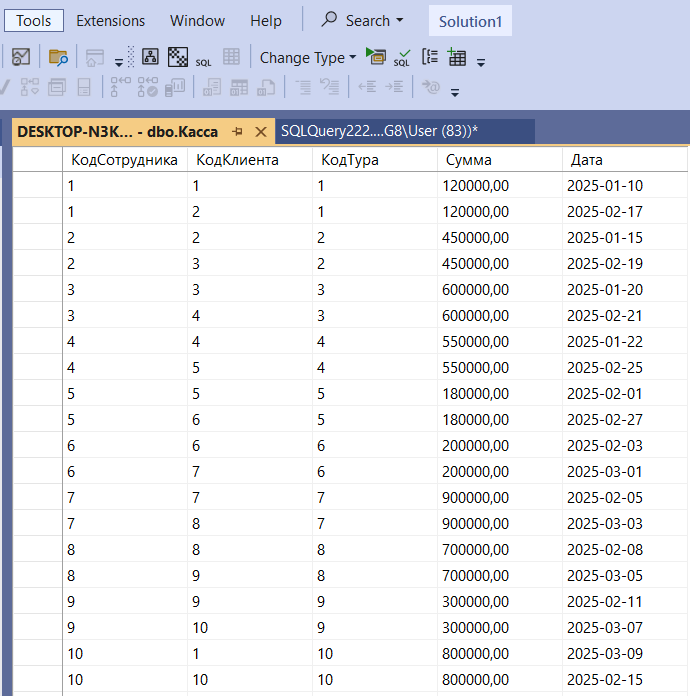 Tools Extensions Window Help Search Solution1
SQL Change Type SQL
DESKTOP-N3K... - dbo.Касса SQLQuery222....G8\User (83))*
КодСотрудника КодКлиента КодТура Сумма Дата
1 1 1 120000,00 2025-01-10
1 2 1 120000,00 2025-02-17
2 2 2 450000,00 2025-01-15
2 3 2 450000,00 2025-02-19
3 3 3 600000,00 2025-01-20
3 4 3 600000,00 2025-02-21
4 4 4 550000,00 2025-01-22
4 5 4 550000,00 2025-02-25
5 5 5 180000,00 2025-02-01
5 6 5 180000,00 2025-02-27
6 6 6 200000,00 2025-02-03
6 7 6 200000,00 2025-03-01
7 7 7 900000,00 2025-02-05
7 8 7 900000,00 2025-03-03
8 8 8 700000,00 2025-02-08
8 9 8 700000,00 2025-03-05
9 9 9 300000,00 2025-02-11
9 10 9 300000,00 2025-03-07
10 1 10 800000,00 2025-03-09
10 10 10 800000,00 2025-02-15